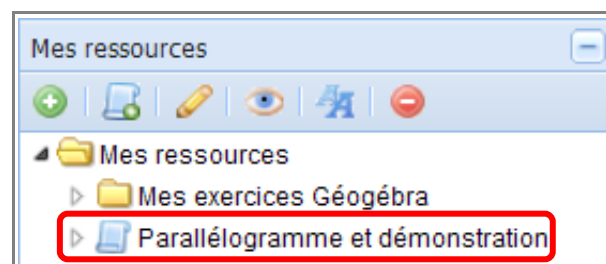 Mes ressources
Mes ressources
Mes exercices Géogébra
Parallélogramme et démonstration